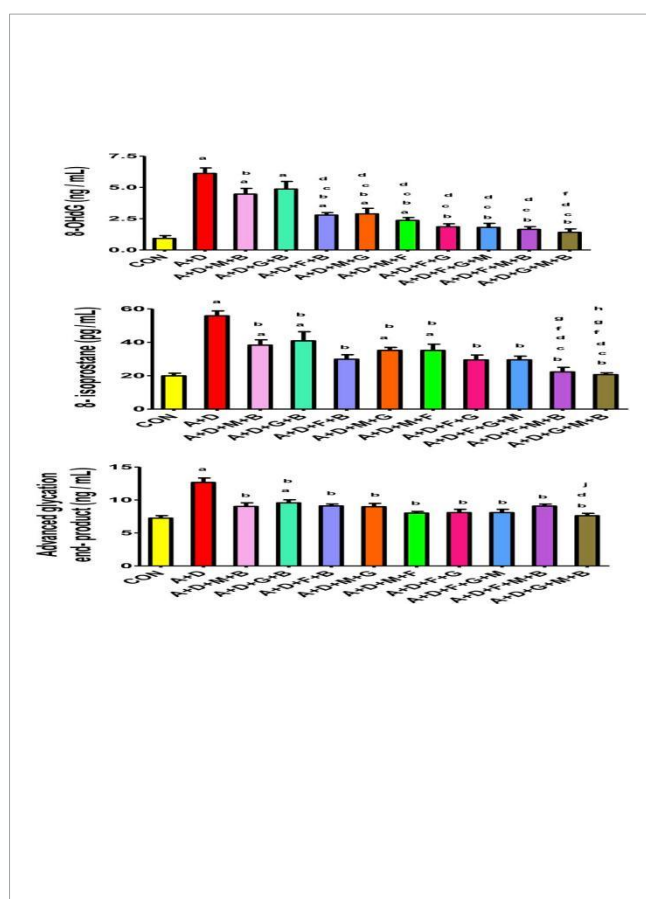 8-OHdG (ng / mL)
7.5
5.0
2.5
0.0
a
b
a
a
d
c
b
a
d
c
b
a
d
c
b
a
d
c
b
d
c
b
d
c
b
f
d
c
b
CON
A+D
A+D+M+B
A+D+G+B
A+D+F+B
A+D+M+G
A+D+M+F
A+D+F+G
A+D+F+G+M
A+D+F+M+B
A+D+G+M+B
8- isoprostane (pg/mL)
60
40
20
0
a
b
a
b
a
b
b
a
b
a
b
b
g
f
d
c
b
h
g
f
d
c
b
CON
A+D
A+D+M+B
A+D+G+B
A+D+F+B
A+D+M+G
A+D+M+F
A+D+F+G
A+D+F+G+M
A+D+F+M+B
A+D+G+M+B
Advanced glycation
end- product (ng / mL)
15
10
5
0
a
b
b
a
b
b
b
b
b
b
j
d
b
CON
A+D
A+D+M+B
A+D+G+B
A+D+F+B
A+D+M+G
A+D+M+F
A+D+F+G
A+D+F+G+M
A+D+F+M+B
A+D+G+M+B